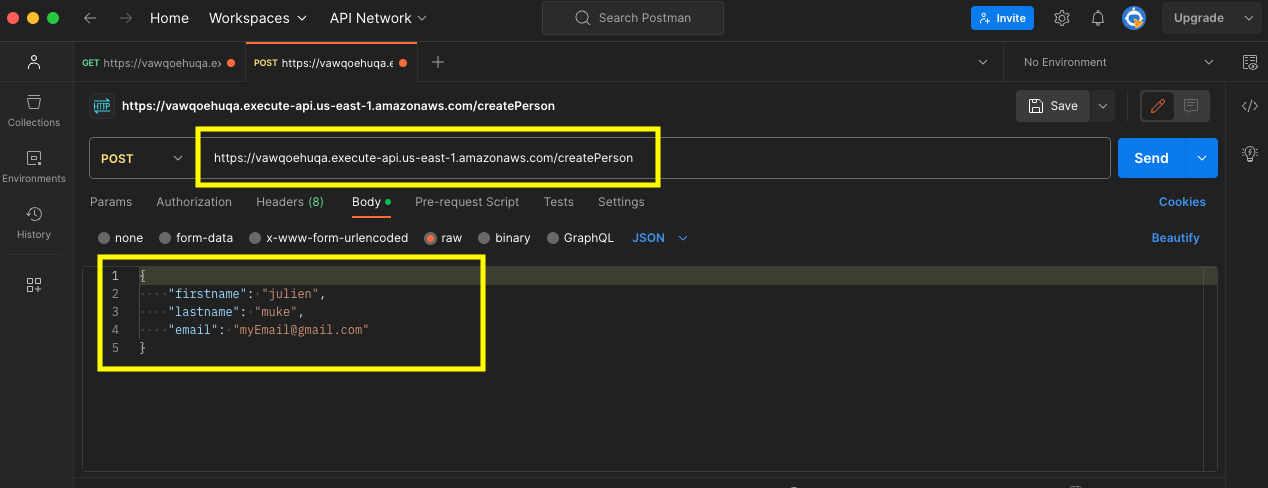 Home Workspaces API Network Search Postman Invite Upgrade
GET https://vawqoehuqa.ex POST https://vawqoehuqa.e No Environment
HTTP https://vawqoehuqa.execute-api.us-east-1.amazonaws.com/createPerson Save
Collections
POST https://vawqoehuqa.execute-api.us-east-1.amazonaws.com/createPerson Send
Environments
Params Authorization Headers (8) Body Pre-request Script Tests Settings Cookies
History
none form-data x-www-form-urlencoded raw binary GraphQL JSON Beautify
1 {
2 "firstname": "julien",
3 "lastname": "muke",
4 "email": "myEmail@gmail.com"
5 }